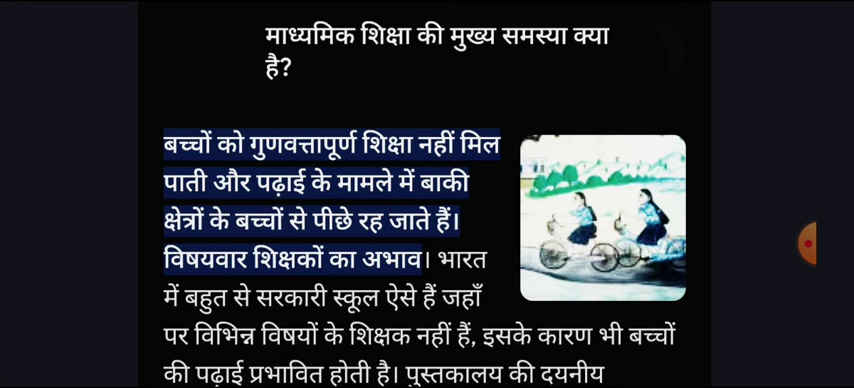 माध्यमिक शिक्षा की मुख्य समस्या क्या
है?
बच्चों को गुणवत्तापूर्ण शिक्षा नहीं मिल
पाती और पढ़ाई के मामले में बाकी
क्षेत्रों के बच्चों से पीछे रह जाते हैं।
विषयवार शिक्षकों का अभाव। भारत
में बहुत से सरकारी स्कूल ऐसे हैं जहाँ
पर विभिन्न विषयों के शिक्षक नहीं हैं, इसके कारण भी बच्चों
की पढ़ाई प्रभावित होती है। पुस्तकालय की दयनीय